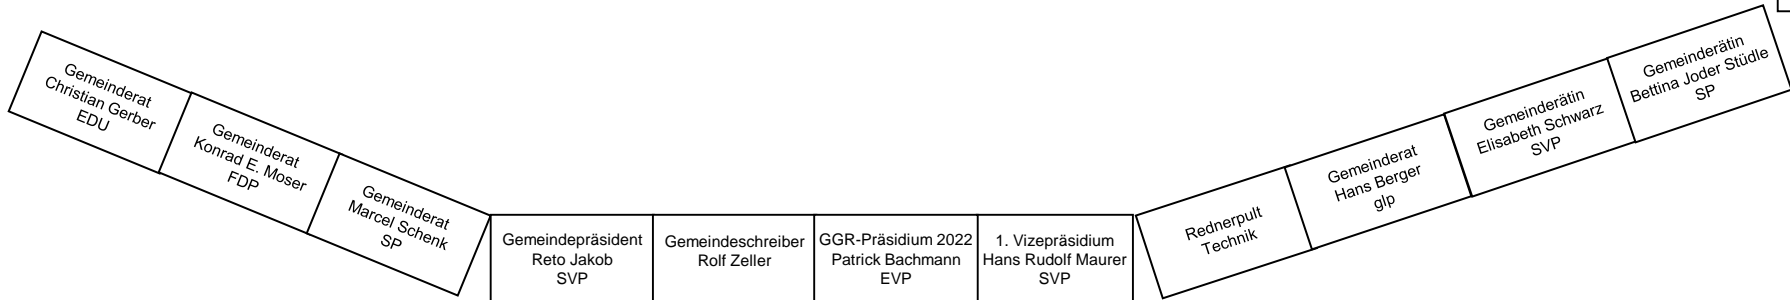 Gemeinderat
Christian Gerber
EDU
Gemeinderat
Konrad E. Moser
FDP
Gemeinderat
Marcel Schenk
SP
Gemeindepräsident
Reto Jakob
SVP
Gemeindeschreiber
Rolf Zeller
GGR-Präsidium 2022
Patrick Bachmann
EVP
1. Vizepräsidium
Hans Rudolf Maurer
SVP
Rednerpult
Technik
Gemeinderat
Hans Berger
glp
Gemeinderätin
Elisabeth Schwarz
SVP
Gemeinderätin
Bettina Joder Stüdle
SP